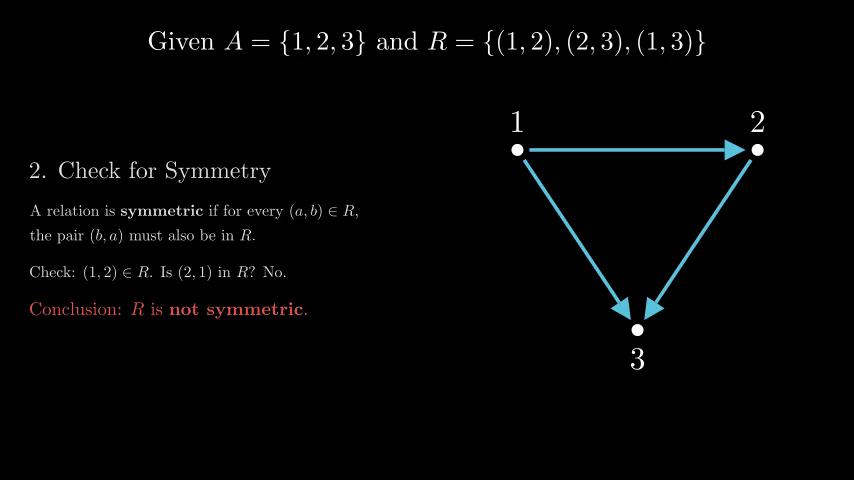 Given A = {1, 2, 3} and R = {(1, 2), (2, 3), (1, 3)}
2. Check for Symmetry
A relation is symmetric if for every (a, b) ∈ R,
the pair (b, a) must also be in R.
Check: (1, 2) ∈ R. Is (2, 1) in R? No.
Conclusion: R is not symmetric.
1
2
3